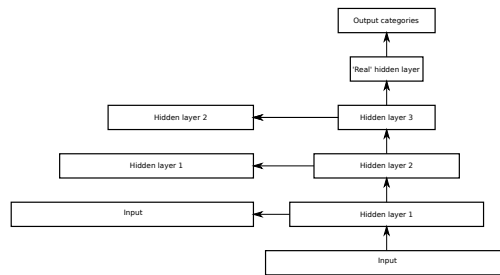 Output categories
'Real' hidden layer
Hidden layer 2
Hidden layer 3
Hidden layer 1
Hidden layer 2
Input
Hidden layer 1
Input